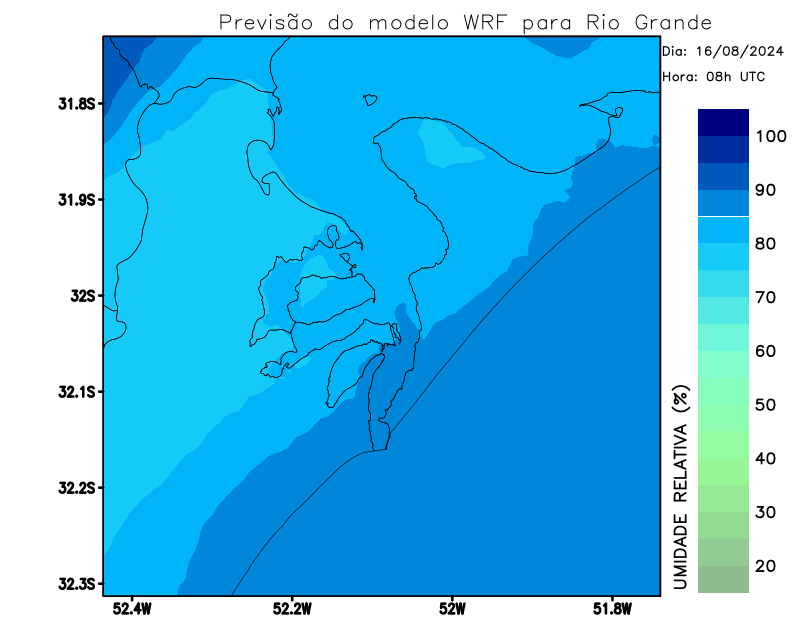 Previsão do modelo WRF para Rio Grande
Dia: 16/08/2024
Hora: 08h UTC
31.8S
31.9S
32S
32.1S
32.2S
32.3S
52.4W
52.2W
52W
51.8W
100
90
80
70
60
50
40
30
20
UMIDADE RELATIVA (%)